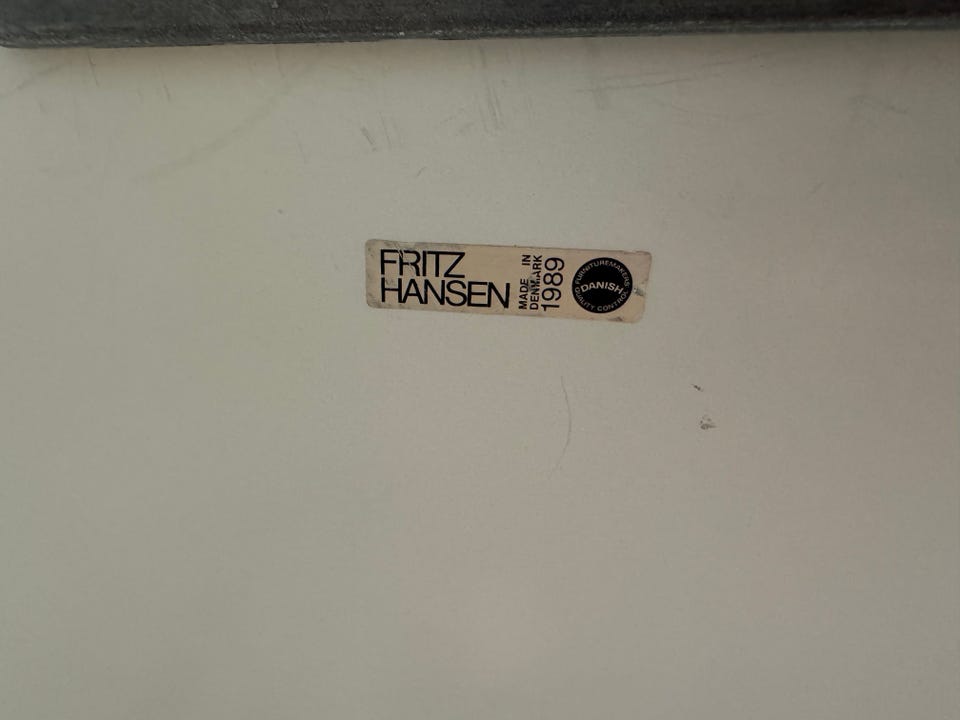 FRITZ
HANSEN
MADE IN
DENMARK
1989
FURNITUREMAKERS'
DANISH
QUALITY CONTROL